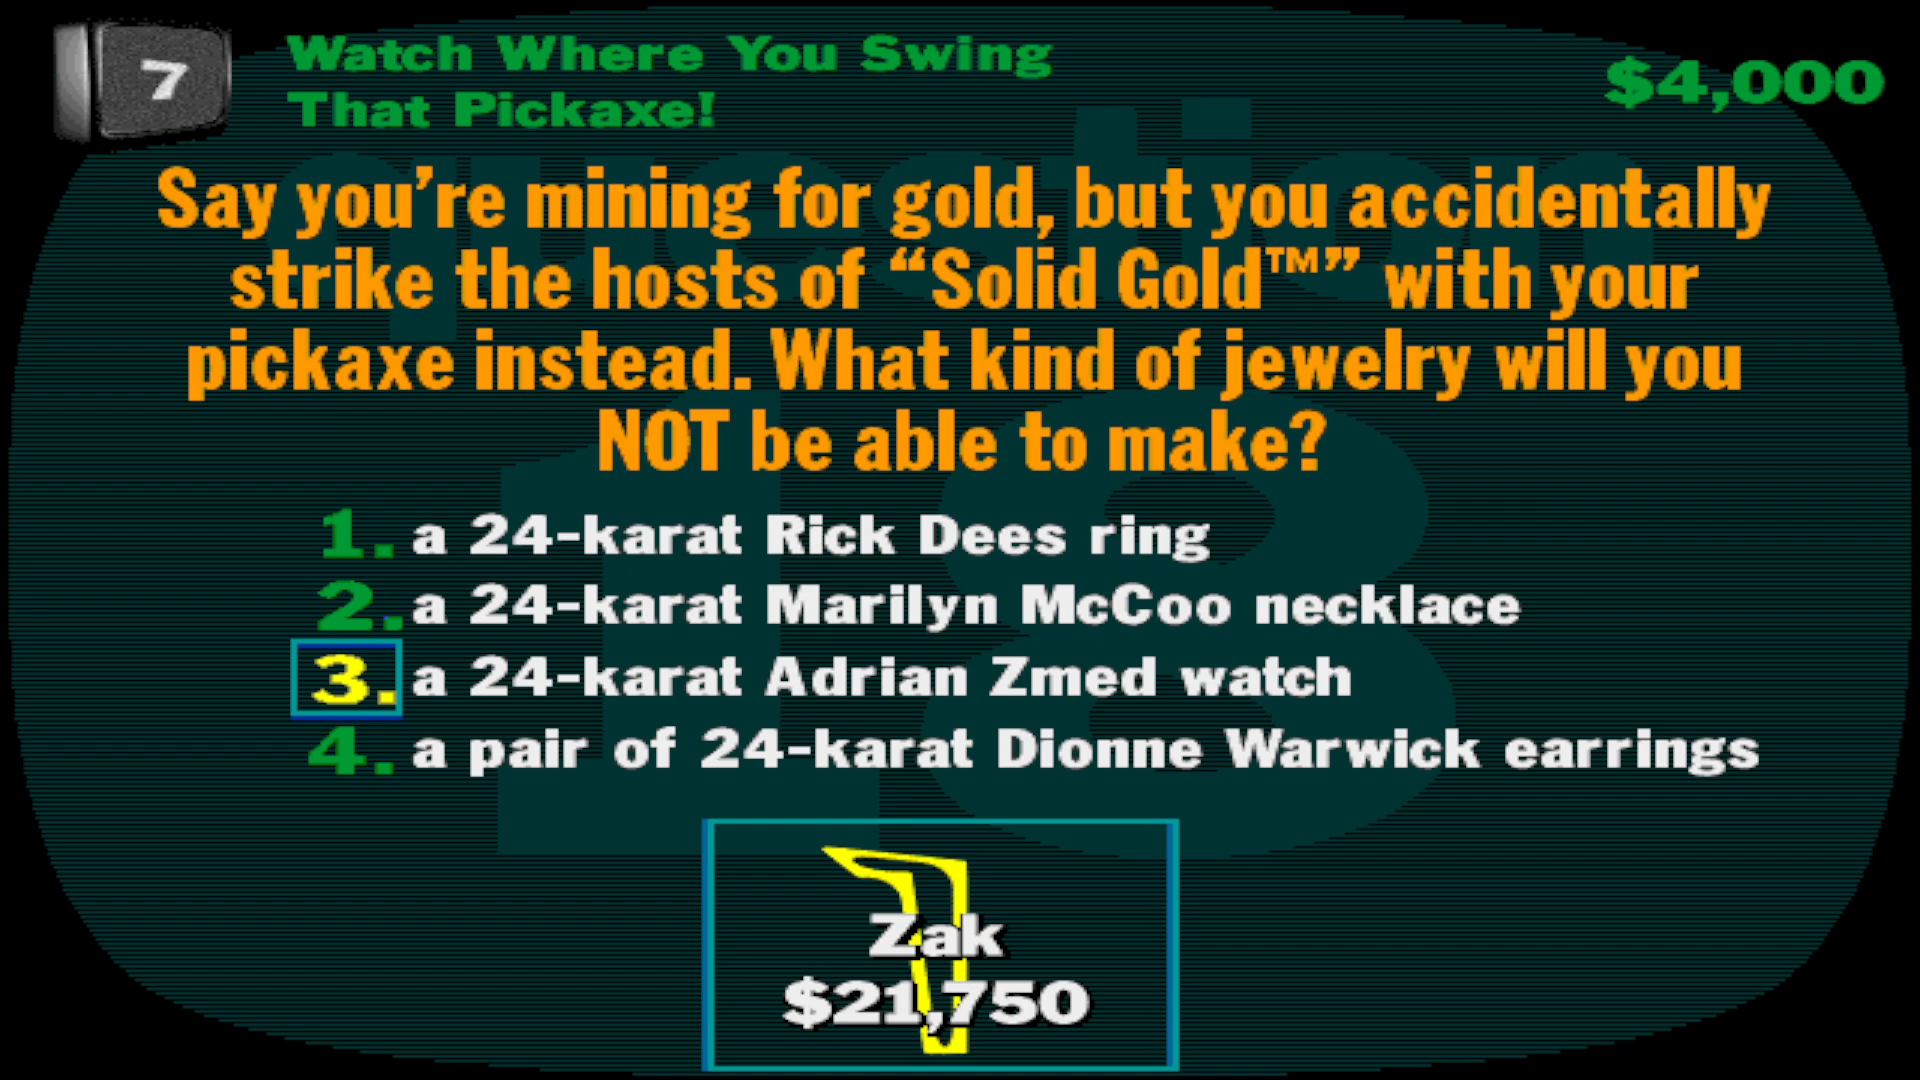 7
Watch Where You Swing
That Pickaxe!
$4,000
question
18
Say you’re mining for gold, but you accidentally
strike the hosts of “Solid Gold™” with your
pickaxe instead. What kind of jewelry will you
NOT be able to make?
1. a 24-karat Rick Dees ring
2. a 24-karat Marilyn McCoo necklace
3. a 24-karat Adrian Zmed watch
4. a pair of 24-karat Dionne Warwick earrings
Zak
$21,750